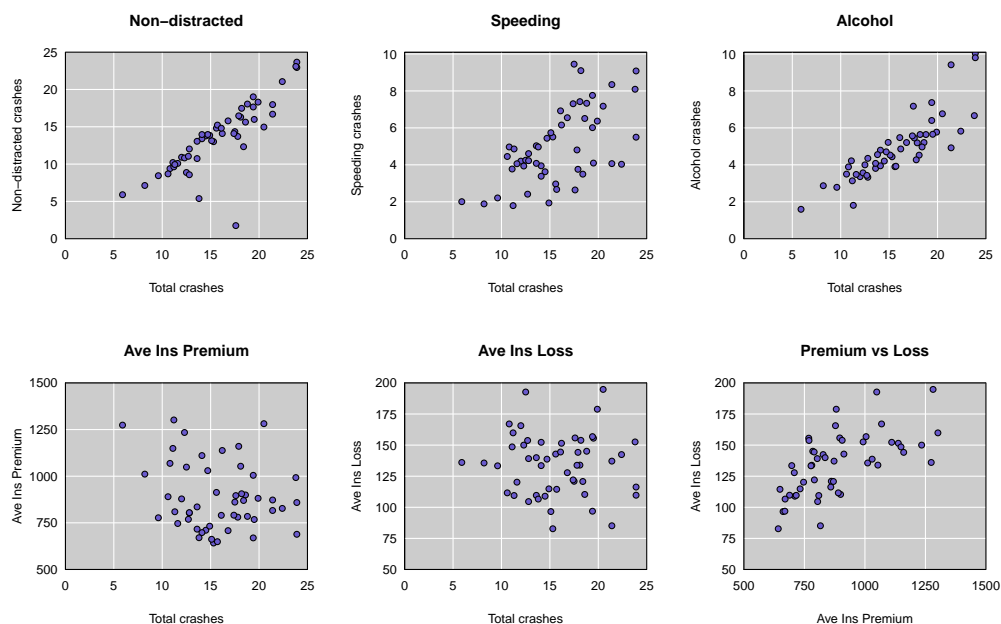 Non−distracted
Non−distracted crashes
25
20
15
10
5
0
0 5 10 15 20 25
Total crashes
Speeding
Speeding crashes
10
8
6
4
2
0
0 5 10 15 20 25
Total crashes
Alcohol
Alcohol crashes
10
8
6
4
2
0
0 5 10 15 20 25
Total crashes
Ave Ins Premium
Ave Ins Premium
1500
1250
1000
750
500
0 5 10 15 20 25
Total crashes
Ave Ins Loss
Ave Ins Loss
200
175
150
125
100
75
50
0 5 10 15 20 25
Total crashes
Premium vs Loss
Ave Ins Loss
200
175
150
125
100
75
50
500 750 1000 1250 1500
Ave Ins Premium